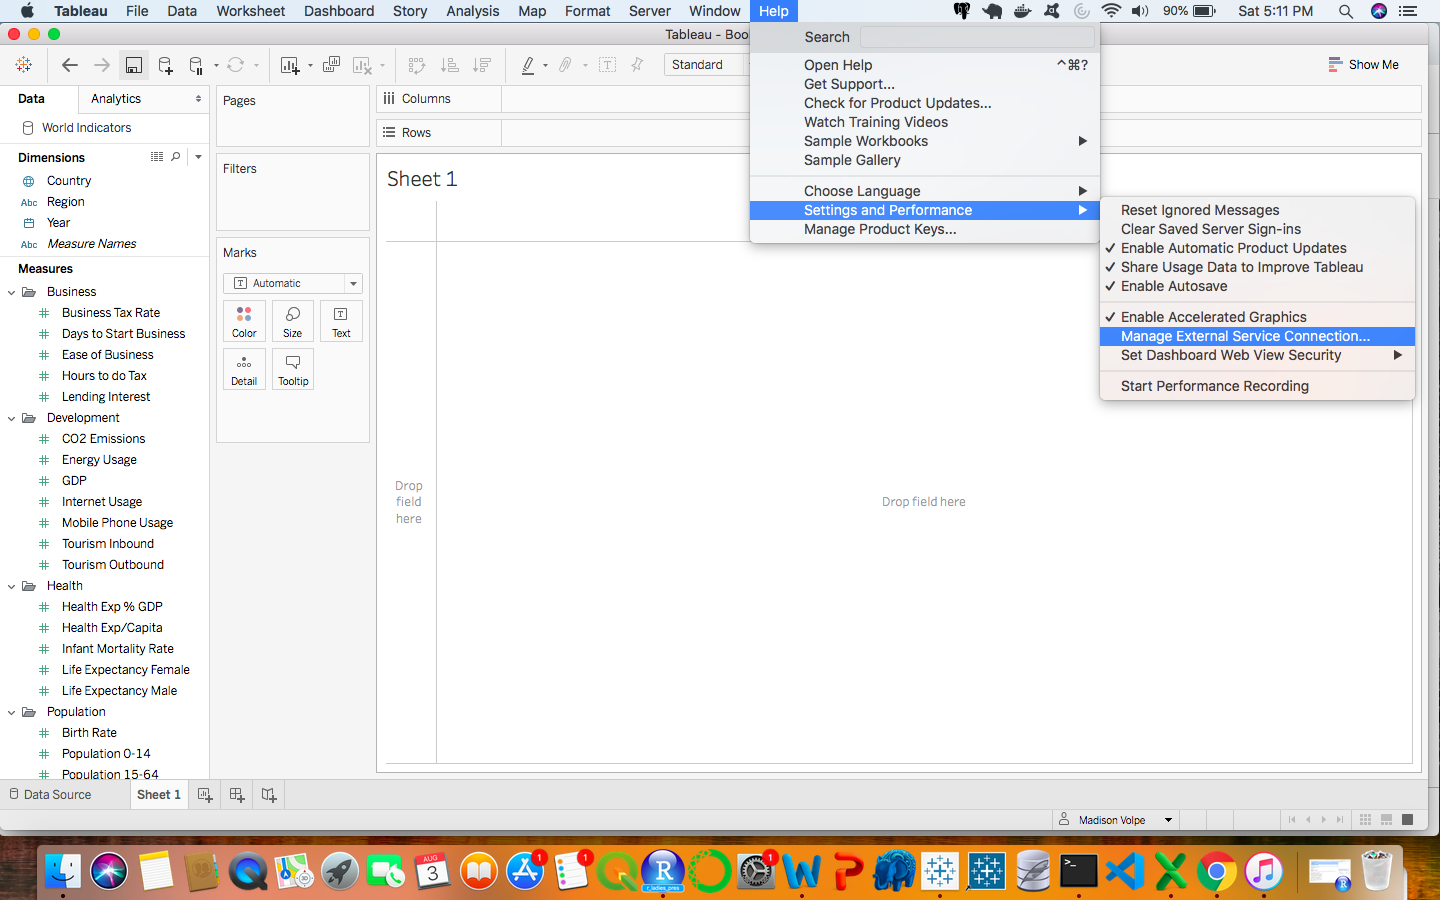 Tableau File Data Worksheet Dashboard Story Analysis Map Format Server Window Help 90% Sat 5:11 PM
Tableau - Boo
Standard
Show Me
Search
Open Help ^⌘?
Get Support...
Check for Product Updates...
Watch Training Videos
Sample Workbooks
Sample Gallery
Choose Language
Settings and Performance
Manage Product Keys...
Reset Ignored Messages
Clear Saved Server Sign-ins
Enable Automatic Product Updates
Share Usage Data to Improve Tableau
Enable Autosave
Enable Accelerated Graphics
Manage External Service Connection...
Set Dashboard Web View Security
Start Performance Recording
Data Analytics
World Indicators
Dimensions
Country
Abc Region
Year
Abc Measure Names
Measures
Business
Business Tax Rate
Days to Start Business
Ease of Business
Hours to do Tax
Lending Interest
Development
CO2 Emissions
Energy Usage
GDP
Internet Usage
Mobile Phone Usage
Tourism Inbound
Tourism Outbound
Health
Health Exp % GDP
Health Exp/Capita
Infant Mortality Rate
Life Expectancy Female
Life Expectancy Male
Population
Birth Rate
Population 0-14
Population 15-64
Pages
Filters
Marks
T Automatic
Color Size Text
Detail Tooltip
Columns
Rows
Sheet 1
Drop
field
here
Drop field here
Data Source Sheet 1
Madison Volpe
AUG
3
1
1
R
r_ladies_pres
1
W
P
>_
X
R